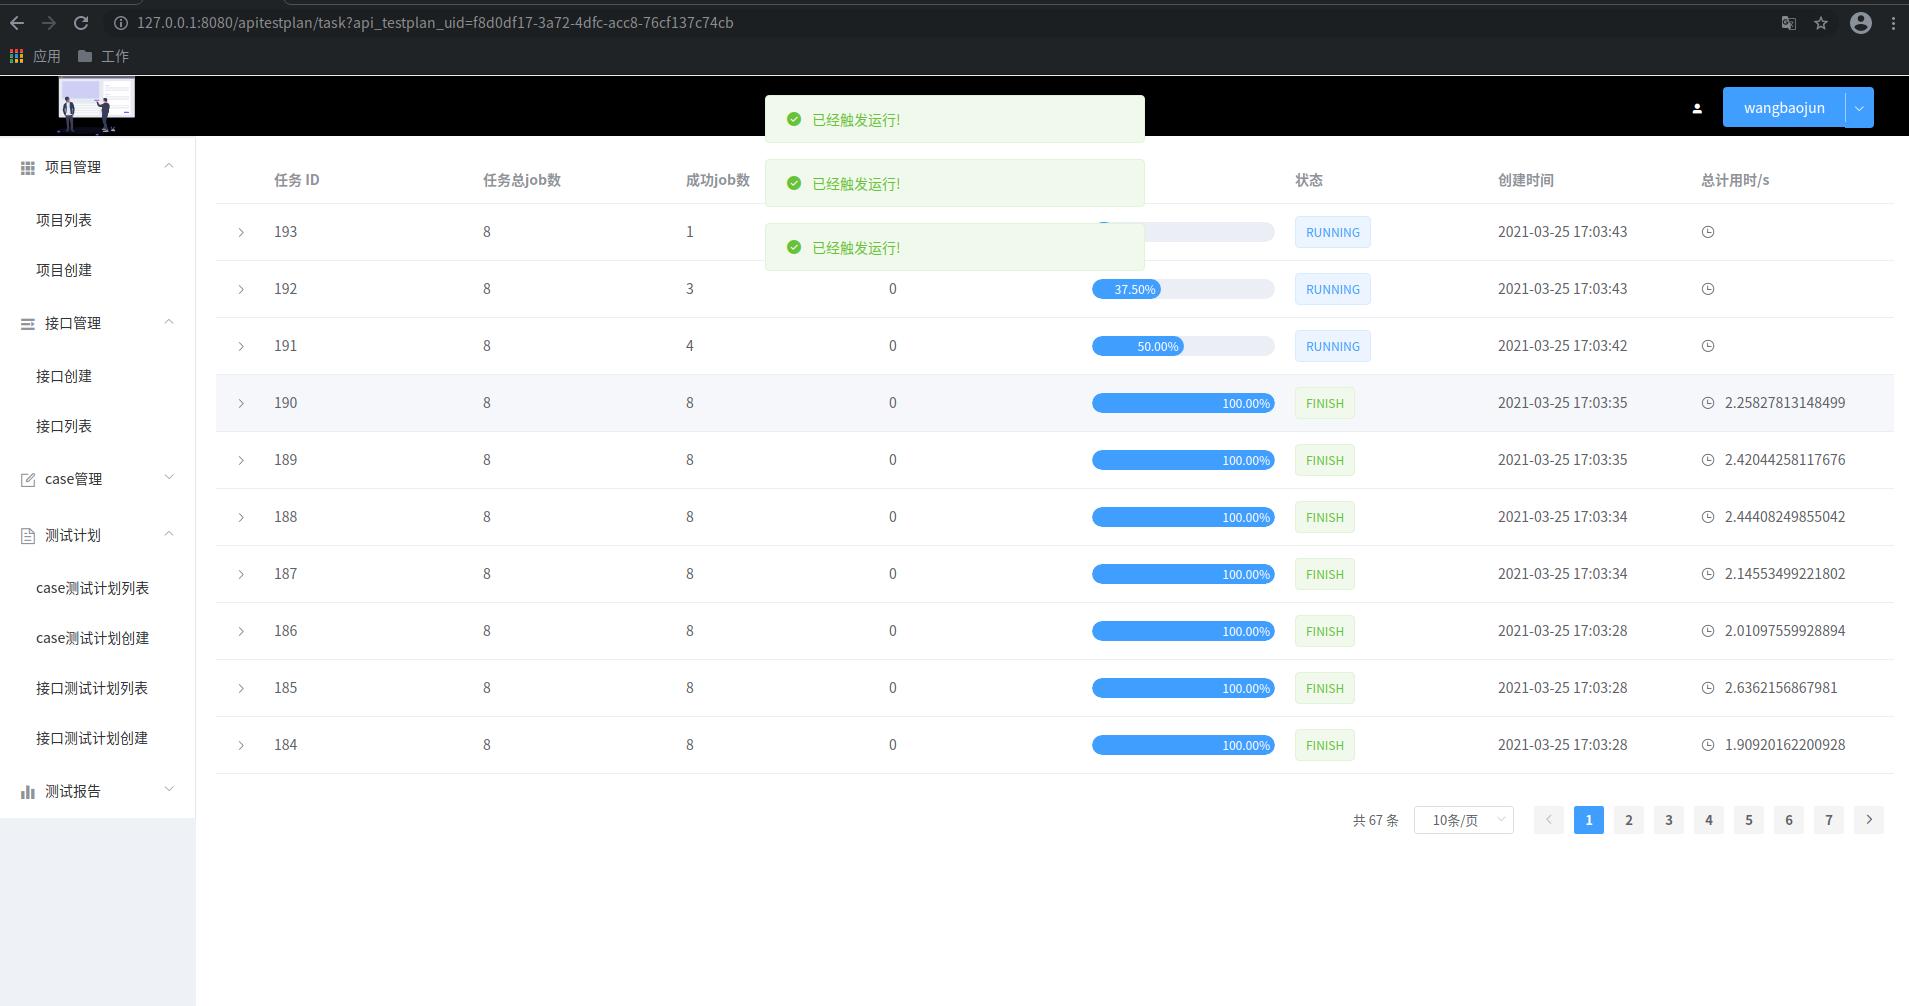 127.0.0.1:8080/apitestplan/task?api_testplan_uid=f8d0df17-3a72-4dfc-acc8-76cf137c74cb
应用 工作
wangbaojun
已经触发运行!
已经触发运行!
已经触发运行!
项目管理
项目列表
项目创建
接口管理
接口创建
接口列表
case管理
测试计划
case测试计划列表
case测试计划创建
接口测试计划列表
接口测试计划创建
测试报告
任务 ID 任务总job数 成功job数 状态 创建时间 总计用时/s
193 8 1 RUNNING 2021-03-25 17:03:43
192 8 3 0 37.50% RUNNING 2021-03-25 17:03:43
191 8 4 0 50.00% RUNNING 2021-03-25 17:03:42
190 8 8 0 100.00% FINISH 2021-03-25 17:03:35 2.25827813148499
189 8 8 0 100.00% FINISH 2021-03-25 17:03:35 2.42044258117676
188 8 8 0 100.00% FINISH 2021-03-25 17:03:34 2.44408249855042
187 8 8 0 100.00% FINISH 2021-03-25 17:03:34 2.14553499221802
186 8 8 0 100.00% FINISH 2021-03-25 17:03:28 2.01097559928894
185 8 8 0 100.00% FINISH 2021-03-25 17:03:28 2.6362156867981
184 8 8 0 100.00% FINISH 2021-03-25 17:03:28 1.90920162200928
共 67 条 10条/页 1 2 3 4 5 6 7